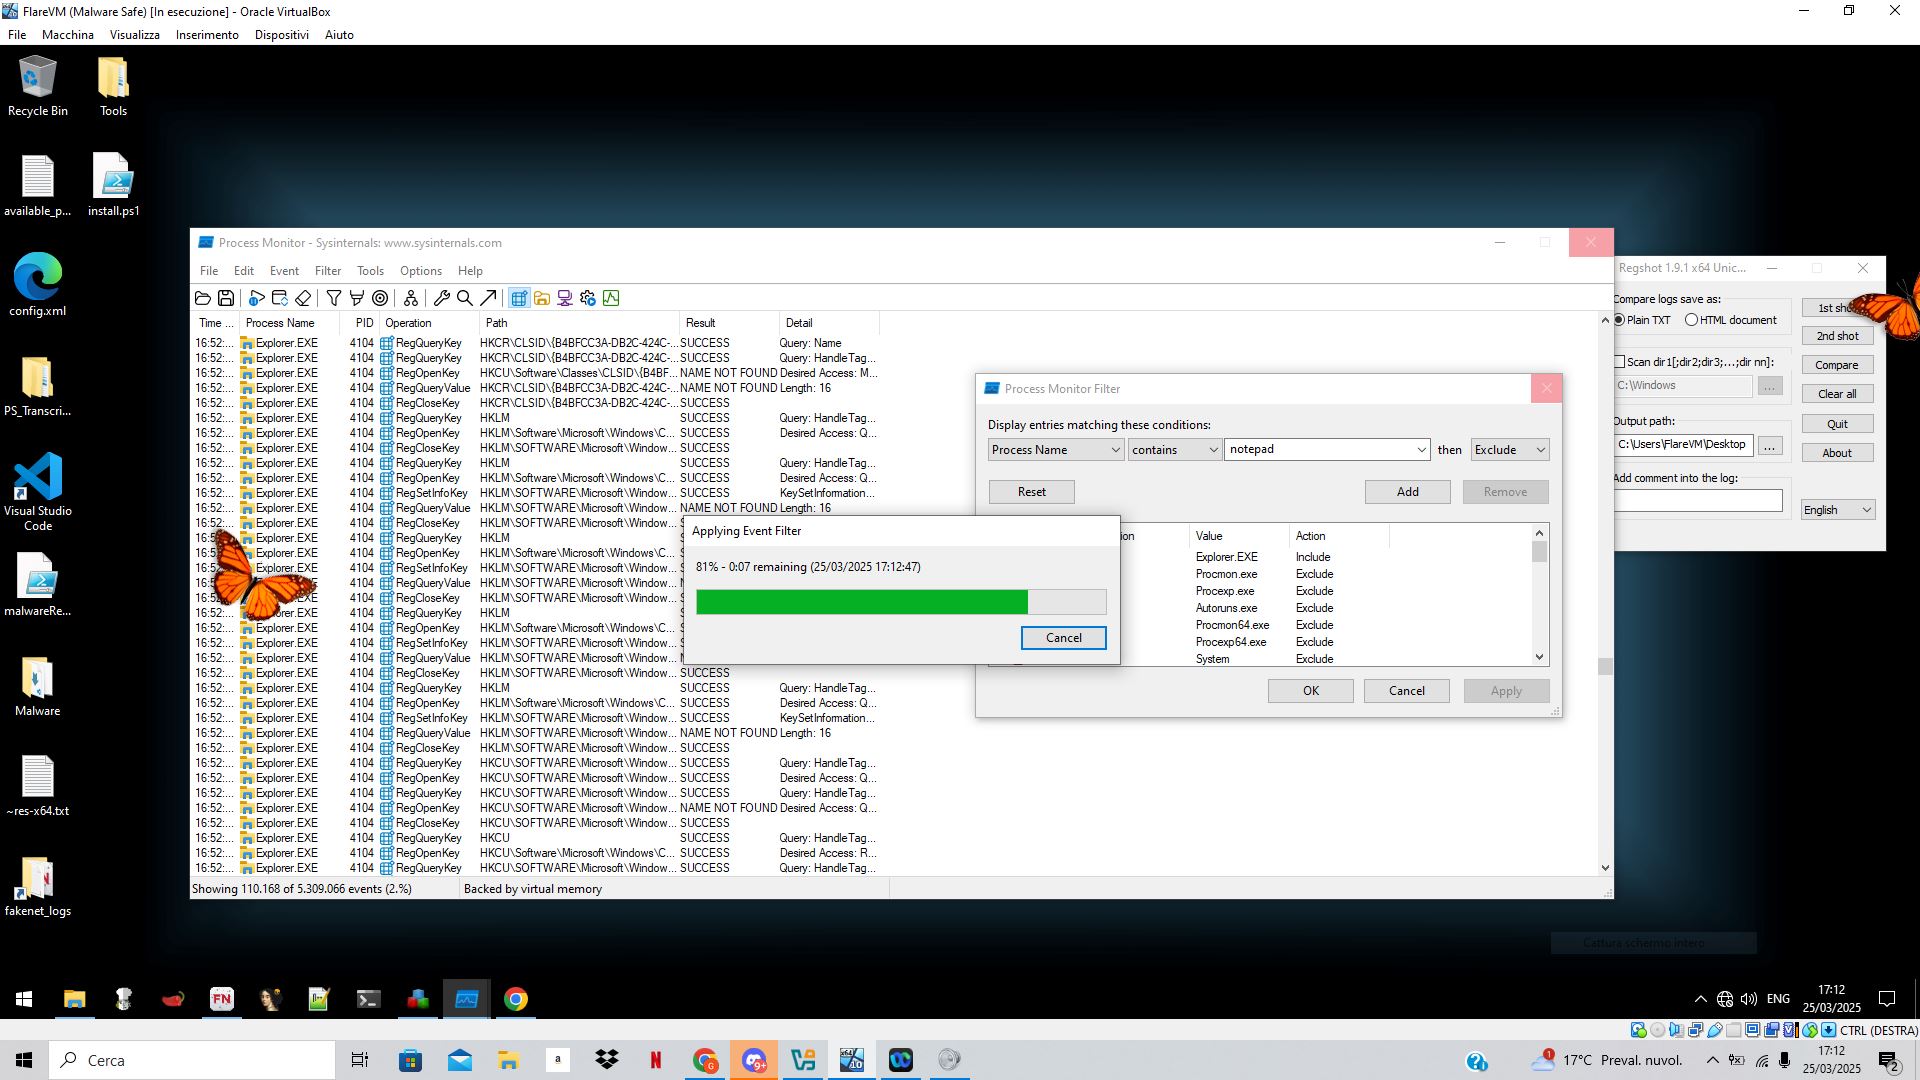 FlareVM (Malware Safe) [In esecuzione] - Oracle VirtualBox
File Macchina Visualizza Inserimento Dispositivi Aiuto
Recycle Bin
Tools
available_p...
install.ps1
config.xml
PS_Transcri...
Visual Studio
Code
malwareRe...
Malware
~res-x64.txt
fakenet_logs
Process Monitor - Sysinternals: www.sysinternals.com
File Edit Event Filter Tools Options Help
Time ... Process Name PID Operation Path Result Detail
16:52:... Explorer.EXE 4104 RegQueryKey HKCR\CLSID\{B4BFCC3A-DB2C-424C-... SUCCESS Query: Name
16:52:... Explorer.EXE 4104 RegQueryKey HKCR\CLSID\{B4BFCC3A-DB2C-424C-... SUCCESS Query: HandleTag...
16:52:... Explorer.EXE 4104 RegOpenKey HKCU\Software\Classes\CLSID\{B4BF... NAME NOT FOUND Desired Access: M...
16:52:... Explorer.EXE 4104 RegQueryValue HKCR\CLSID\{B4BFCC3A-DB2C-424C-... NAME NOT FOUND Length: 16
16:52:... Explorer.EXE 4104 RegCloseKey HKCR\CLSID\{B4BFCC3A-DB2C-424C-... SUCCESS
16:52:... Explorer.EXE 4104 RegQueryKey HKLM SUCCESS Query: HandleTag...
16:52:... Explorer.EXE 4104 RegOpenKey HKLM\Software\Microsoft\Windows\C... SUCCESS Desired Access: Q...
16:52:... Explorer.EXE 4104 RegCloseKey HKLM\SOFTWARE\Microsoft\Window... SUCCESS
16:52:... Explorer.EXE 4104 RegQueryKey HKLM SUCCESS Query: HandleTag...
16:52:... Explorer.EXE 4104 RegOpenKey HKLM\Software\Microsoft\Windows\C... SUCCESS Desired Access: Q...
16:52:... Explorer.EXE 4104 RegSetInfoKey HKLM\SOFTWARE\Microsoft\Window... SUCCESS KeySetInformation...
16:52:... Explorer.EXE 4104 RegQueryValue HKLM\SOFTWARE\Microsoft\Window... NAME NOT FOUND Length: 16
16:52:... Explorer.EXE 4104 RegCloseKey HKLM\SOFTWARE\Microsoft\Window...
16:52 Explorer.EXE 4104 RegQueryKey HKLM
16:52 Explorer.EXE 4104 RegOpenKey HKLM\Software\Microsoft\Windows\C...
16:52 Explorer.EXE 4104 RegSetInfoKey HKLM\SOFTWARE\Microsoft\Window...
16:52 4104 RegQueryValue HKLM\SOFTWARE\Microsoft\Window...
16:52 4104 RegCloseKey HKLM\SOFTWARE\Microsoft\Window...
16:52:... Explorer.EXE 4104 RegQueryKey HKLM
16:52:... Explorer.EXE 4104 RegOpenKey HKLM\Software\Microsoft\Windows\C...
16:52:... Explorer.EXE 4104 RegSetInfoKey HKLM\SOFTWARE\Microsoft\Window...
16:52:... Explorer.EXE 4104 RegQueryValue HKLM\SOFTWARE\Microsoft\Window...
16:52:... Explorer.EXE 4104 RegCloseKey HKLM\SOFTWARE\Microsoft\Window... SUCCESS
16:52:... Explorer.EXE 4104 RegQueryKey HKLM SUCCESS Query: HandleTag...
16:52:... Explorer.EXE 4104 RegOpenKey HKLM\Software\Microsoft\Windows\C... SUCCESS Desired Access: Q...
16:52:... Explorer.EXE 4104 RegSetInfoKey HKLM\SOFTWARE\Microsoft\Window... SUCCESS KeySetInformation...
16:52:... Explorer.EXE 4104 RegQueryValue HKLM\SOFTWARE\Microsoft\Window... NAME NOT FOUND Length: 16
16:52:... Explorer.EXE 4104 RegCloseKey HKLM\SOFTWARE\Microsoft\Window... SUCCESS
16:52:... Explorer.EXE 4104 RegQueryKey HKCU\SOFTWARE\Microsoft\Window... SUCCESS Query: HandleTag...
16:52:... Explorer.EXE 4104 RegOpenKey HKCU\SOFTWARE\Microsoft\Window... SUCCESS Desired Access: Q...
16:52:... Explorer.EXE 4104 RegQueryKey HKCU\SOFTWARE\Microsoft\Window... SUCCESS Query: HandleTag...
16:52:... Explorer.EXE 4104 RegOpenKey HKCU\SOFTWARE\Microsoft\Window... NAME NOT FOUND Desired Access: Q...
16:52:... Explorer.EXE 4104 RegCloseKey HKCU\SOFTWARE\Microsoft\Window... SUCCESS
16:52:... Explorer.EXE 4104 RegQueryKey HKCU SUCCESS Query: HandleTag...
16:52:... Explorer.EXE 4104 RegOpenKey HKCU\Software\Microsoft\Windows\C... SUCCESS Desired Access: R...
16:52:... Explorer.EXE 4104 RegQueryKey HKCU\SOFTWARE\Microsoft\Window... SUCCESS Query: HandleTag...
Showing 110.168 of 5.309.066 events (2.%) Backed by virtual memory
Process Monitor Filter
Display entries matching these conditions:
Process Name contains notepad then Exclude
Reset Add Remove
Value Action
Explorer.EXE Include
Procmon.exe Exclude
Procexp.exe Exclude
Autoruns.exe Exclude
Procmon64.exe Exclude
Procexp64.exe Exclude
System Exclude
OK Cancel Apply
Applying Event Filter
81% - 0:07 remaining (25/03/2025 17:12:47)
Cancel
Regshot 1.9.1 x64 Unic...
Compare logs save as:
Plain TXT HTML document
Scan dir1[;dir2;dir3;...;dir nn]:
C:\Windows ...
Output path:
C:\Users\FlareVM\Desktop ...
Add comment into the log:
1st
2nd shot
Compare
Clear all
Quit
About
English
Cattura schermo intero
FN
ENG
17:12
25/03/2025
CTRL (DESTRA)
Cerca
17°C Preval. nuvol.
17:12
25/03/2025